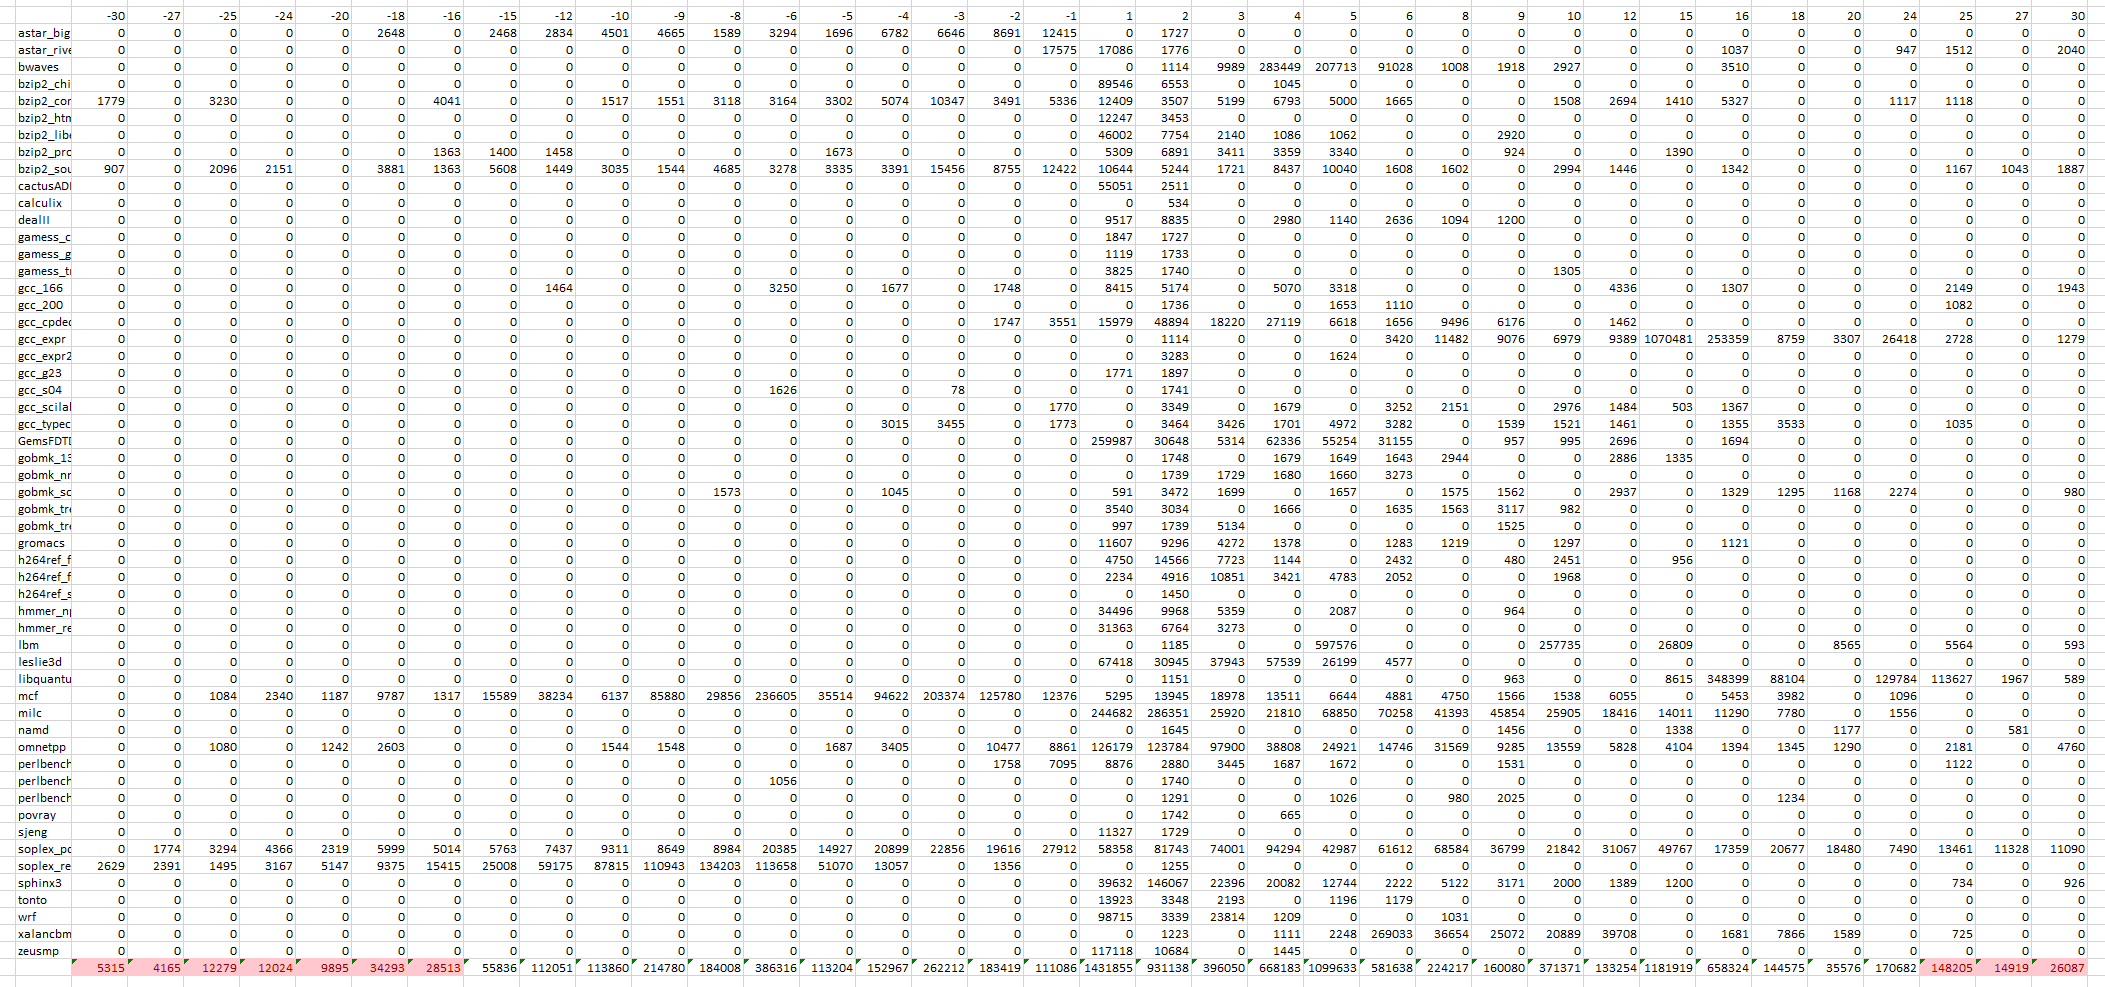 -30 -27 -25 -24 -20 -18 -16 -15 -12 -10 -9 -8 -6 -5 -4 -3 -2 -1 1 2 3 4 5 6 8 9 10 12 15 16 18 20 24 25 27 30
astar_big 0 0 0 0 0 2648 0 2468 2834 4501 4665 1589 3294 1696 6782 6646 8691 12415 0 1727 0 0 0 0 0 0 0 0 0 0 0 0 0 0 0 0
astar_rive 0 0 0 0 0 0 0 0 0 0 0 0 0 0 0 0 0 17575 17086 1776 0 0 0 0 0 0 0 0 0 1037 0 0 947 1512 0 2040
bwaves 0 0 0 0 0 0 0 0 0 0 0 0 0 0 0 0 0 0 0 1114 9989 283449 207713 91028 1008 1918 2927 0 0 3510 0 0 0 0 0 0
bzip2_chi 0 0 0 0 0 0 0 0 0 0 0 0 0 0 0 0 0 0 89546 6553 0 1045 0 0 0 0 0 0 0 0 0 0 0 0 0 0
bzip2_cor 1779 0 3230 0 0 0 4041 0 0 1517 1551 3118 3164 3302 5074 10347 3491 5336 12409 3507 5199 6793 5000 1665 0 0 1508 2694 1410 5327 0 0 1117 1118 0 0
bzip2_htn 0 0 0 0 0 0 0 0 0 0 0 0 0 0 0 0 0 0 12247 3453 0 0 0 0 0 0 0 0 0 0 0 0 0 0 0 0
bzip2_libe 0 0 0 0 0 0 0 0 0 0 0 0 0 0 0 0 0 0 46002 7754 2140 1086 1062 0 0 2920 0 0 0 0 0 0 0 0 0 0
bzip2_pro 0 0 0 0 0 0 1363 1400 1458 0 0 0 0 1673 0 0 0 0 5309 6891 3411 3359 3340 0 0 924 0 0 1390 0 0 0 0 0 0 0
bzip2_sou 907 0 2096 2151 0 3881 1363 5608 1449 3035 1544 4685 3278 3335 3391 15456 8755 12422 10644 5244 1721 8437 10040 1608 1602 0 2994 1446 0 1342 0 0 0 1167 1043 1887
cactusADI 0 0 0 0 0 0 0 0 0 0 0 0 0 0 0 0 0 0 55051 2511 0 0 0 0 0 0 0 0 0 0 0 0 0 0 0 0
calculix 0 0 0 0 0 0 0 0 0 0 0 0 0 0 0 0 0 0 0 534 0 0 0 0 0 0 0 0 0 0 0 0 0 0 0 0
dealII 0 0 0 0 0 0 0 0 0 0 0 0 0 0 0 0 0 0 9517 8835 0 2980 1140 2636 1094 1200 0 0 0 0 0 0 0 0 0 0
gamess_c 0 0 0 0 0 0 0 0 0 0 0 0 0 0 0 0 0 0 1847 1727 0 0 0 0 0 0 0 0 0 0 0 0 0 0 0 0
gamess_g 0 0 0 0 0 0 0 0 0 0 0 0 0 0 0 0 0 0 1119 1733 0 0 0 0 0 0 0 0 0 0 0 0 0 0 0 0
gamess_tr 0 0 0 0 0 0 0 0 0 0 0 0 0 0 0 0 0 0 3825 1740 0 0 0 0 0 0 1305 0 0 0 0 0 0 0 0 0
gcc_166 0 0 0 0 0 0 0 0 1464 0 0 0 3250 0 1677 0 1748 0 8415 5174 0 5070 3318 0 0 0 0 4336 0 1307 0 0 0 2149 0 1943
gcc_200 0 0 0 0 0 0 0 0 0 0 0 0 0 0 0 0 0 0 0 1736 0 0 1653 1110 0 0 0 0 0 0 0 0 0 1082 0 0
gcc_cpdec 0 0 0 0 0 0 0 0 0 0 0 0 0 0 0 0 1747 3551 15979 48894 18220 27119 6618 1656 9496 6176 0 1462 0 0 0 0 0 0 0 0
gcc_expr 0 0 0 0 0 0 0 0 0 0 0 0 0 0 0 0 0 0 0 1114 0 0 0 3420 11482 9076 6979 9389 1070481 253359 8759 3307 26418 2728 0 1279
gcc_expr2 0 0 0 0 0 0 0 0 0 0 0 0 0 0 0 0 0 0 0 3283 0 0 1624 0 0 0 0 0 0 0 0 0 0 0 0 0
gcc_g23 0 0 0 0 0 0 0 0 0 0 0 0 0 0 0 0 0 0 1771 1897 0 0 0 0 0 0 0 0 0 0 0 0 0 0 0 0
gcc_s04 0 0 0 0 0 0 0 0 0 0 0 0 1626 0 0 78 0 0 0 1741 0 0 0 0 0 0 0 0 0 0 0 0 0 0 0 0
gcc_scilal 0 0 0 0 0 0 0 0 0 0 0 0 0 0 0 0 0 1770 0 3349 0 1679 0 3252 2151 0 2976 1484 503 1367 0 0 0 0 0 0
gcc_typec 0 0 0 0 0 0 0 0 0 0 0 0 0 0 3015 3455 0 1773 0 3464 3426 1701 4972 3282 0 1539 1521 1461 0 1355 3533 0 0 1035 0 0
GemsFDTI 0 0 0 0 0 0 0 0 0 0 0 0 0 0 0 0 0 0 259987 30648 5314 62336 55254 31155 0 957 995 2696 0 1694 0 0 0 0 0 0
gobmk_13 0 0 0 0 0 0 0 0 0 0 0 0 0 0 0 0 0 0 0 1748 0 1679 1649 1643 2944 0 0 2886 1335 0 0 0 0 0 0 0
gobmk_nr 0 0 0 0 0 0 0 0 0 0 0 0 0 0 0 0 0 0 0 1739 1729 1680 1660 3273 0 0 0 0 0 0 0 0 0 0 0 0
gobmk_sc 0 0 0 0 0 0 0 0 0 0 0 1573 0 0 1045 0 0 0 591 3472 1699 0 1657 0 1575 1562 0 2937 0 1329 1295 1168 2274 0 0 980
gobmk_tre 0 0 0 0 0 0 0 0 0 0 0 0 0 0 0 0 0 0 3540 3034 0 1666 0 1635 1563 3117 982 0 0 0 0 0 0 0 0 0
gobmk_tre 0 0 0 0 0 0 0 0 0 0 0 0 0 0 0 0 0 0 997 1739 5134 0 0 0 0 1525 0 0 0 0 0 0 0 0 0 0
gromacs 0 0 0 0 0 0 0 0 0 0 0 0 0 0 0 0 0 0 11607 9296 4272 1378 0 1283 1219 0 1297 0 0 1121 0 0 0 0 0 0
h264ref_f 0 0 0 0 0 0 0 0 0 0 0 0 0 0 0 0 0 0 4750 14566 7723 1144 0 2432 0 480 2451 0 956 0 0 0 0 0 0 0
h264ref_f 0 0 0 0 0 0 0 0 0 0 0 0 0 0 0 0 0 0 2234 4916 10851 3421 4783 2052 0 0 1968 0 0 0 0 0 0 0 0 0
h264ref_s 0 0 0 0 0 0 0 0 0 0 0 0 0 0 0 0 0 0 0 1450 0 0 0 0 0 0 0 0 0 0 0 0 0 0 0 0
hmmer_nj 0 0 0 0 0 0 0 0 0 0 0 0 0 0 0 0 0 0 34496 9968 5359 0 2087 0 0 964 0 0 0 0 0 0 0 0 0 0
hmmer_re 0 0 0 0 0 0 0 0 0 0 0 0 0 0 0 0 0 0 31363 6764 3273 0 0 0 0 0 0 0 0 0 0 0 0 0 0 0
lbm 0 0 0 0 0 0 0 0 0 0 0 0 0 0 0 0 0 0 0 1185 0 0 597576 0 0 0 257735 0 26809 0 0 8565 0 5564 0 593
leslie3d 0 0 0 0 0 0 0 0 0 0 0 0 0 0 0 0 0 0 67418 30945 37943 57539 26199 4577 0 0 0 0 0 0 0 0 0 0 0 0
libquantu 0 0 0 0 0 0 0 0 0 0 0 0 0 0 0 0 0 0 0 1151 0 0 0 0 0 963 0 0 8615 348399 88104 0 129784 113627 1967 589
mcf 0 0 1084 2340 1187 9787 1317 15589 38234 6137 85880 29856 236605 35514 94622 203374 125780 12376 5295 13945 18978 13511 6644 4881 4750 1566 1538 6055 0 5453 3982 0 1096 0 0 0
milc 0 0 0 0 0 0 0 0 0 0 0 0 0 0 0 0 0 0 244682 286351 25920 21810 68850 70258 41393 45854 25905 18416 14011 11290 7780 0 1556 0 0 0
namd 0 0 0 0 0 0 0 0 0 0 0 0 0 0 0 0 0 0 0 1645 0 0 0 0 0 1456 0 0 1338 0 0 1177 0 0 581 0
omnetpp 0 0 1080 0 1242 2603 0 0 0 1544 1548 0 0 1687 3405 0 10477 8861 126179 123784 97900 38808 24921 14746 31569 9285 13559 5828 4104 1394 1345 1290 0 2181 0 4760
perlbench 0 0 0 0 0 0 0 0 0 0 0 0 0 0 0 0 1758 7095 8876 2880 3445 1687 1672 0 0 1531 0 0 0 0 0 0 0 1122 0 0
perlbench 0 0 0 0 0 0 0 0 0 0 0 0 1056 0 0 0 0 0 0 1740 0 0 0 0 0 0 0 0 0 0 0 0 0 0 0 0
perlbench 0 0 0 0 0 0 0 0 0 0 0 0 0 0 0 0 0 0 0 1291 0 0 1026 0 980 2025 0 0 0 0 1234 0 0 0 0 0
povray 0 0 0 0 0 0 0 0 0 0 0 0 0 0 0 0 0 0 0 1742 0 665 0 0 0 0 0 0 0 0 0 0 0 0 0 0
sjeng 0 0 0 0 0 0 0 0 0 0 0 0 0 0 0 0 0 0 11327 1729 0 0 0 0 0 0 0 0 0 0 0 0 0 0 0 0
soplex_po 0 1774 3294 4366 2319 5999 5014 5763 7437 9311 8649 8984 20385 14927 20899 22856 19616 27912 58358 81743 74001 94294 42987 61612 68584 36799 21842 31067 49767 17359 20677 18480 7490 13461 11328 11090
soplex_re 2629 2391 1495 3167 5147 9375 15415 25008 59175 87815 110943 134203 113658 51070 13057 0 1356 0 0 1255 0 0 0 0 0 0 0 0 0 0 0 0 0 0 0 0
sphinx3 0 0 0 0 0 0 0 0 0 0 0 0 0 0 0 0 0 0 39632 146067 22396 20082 12744 2222 5122 3171 2000 1389 1200 0 0 0 0 734 0 926
tonto 0 0 0 0 0 0 0 0 0 0 0 0 0 0 0 0 0 0 13923 3348 2193 0 1196 1179 0 0 0 0 0 0 0 0 0 0 0 0
wrf 0 0 0 0 0 0 0 0 0 0 0 0 0 0 0 0 0 0 98715 3339 23814 1209 0 0 1031 0 0 0 0 0 0 0 0 0 0 0
xalancbm 0 0 0 0 0 0 0 0 0 0 0 0 0 0 0 0 0 0 0 1223 0 1111 2248 269033 36654 25072 20889 39708 0 1681 7866 1589 0 725 0 0
zeusmp 0 0 0 0 0 0 0 0 0 0 0 0 0 0 0 0 0 0 117118 10684 0 1445 0 0 0 0 0 0 0 0 0 0 0 0 0 0
5315 4165 12279 12024 9895 34293 28513 55836 112051 113860 214780 184008 386316 113204 152967 262212 183419 111086 1431855 931138 396050 668183 1099633 581638 224217 160080 371371 133254 1181919 658324 144575 35576 170682 148205 14919 26087